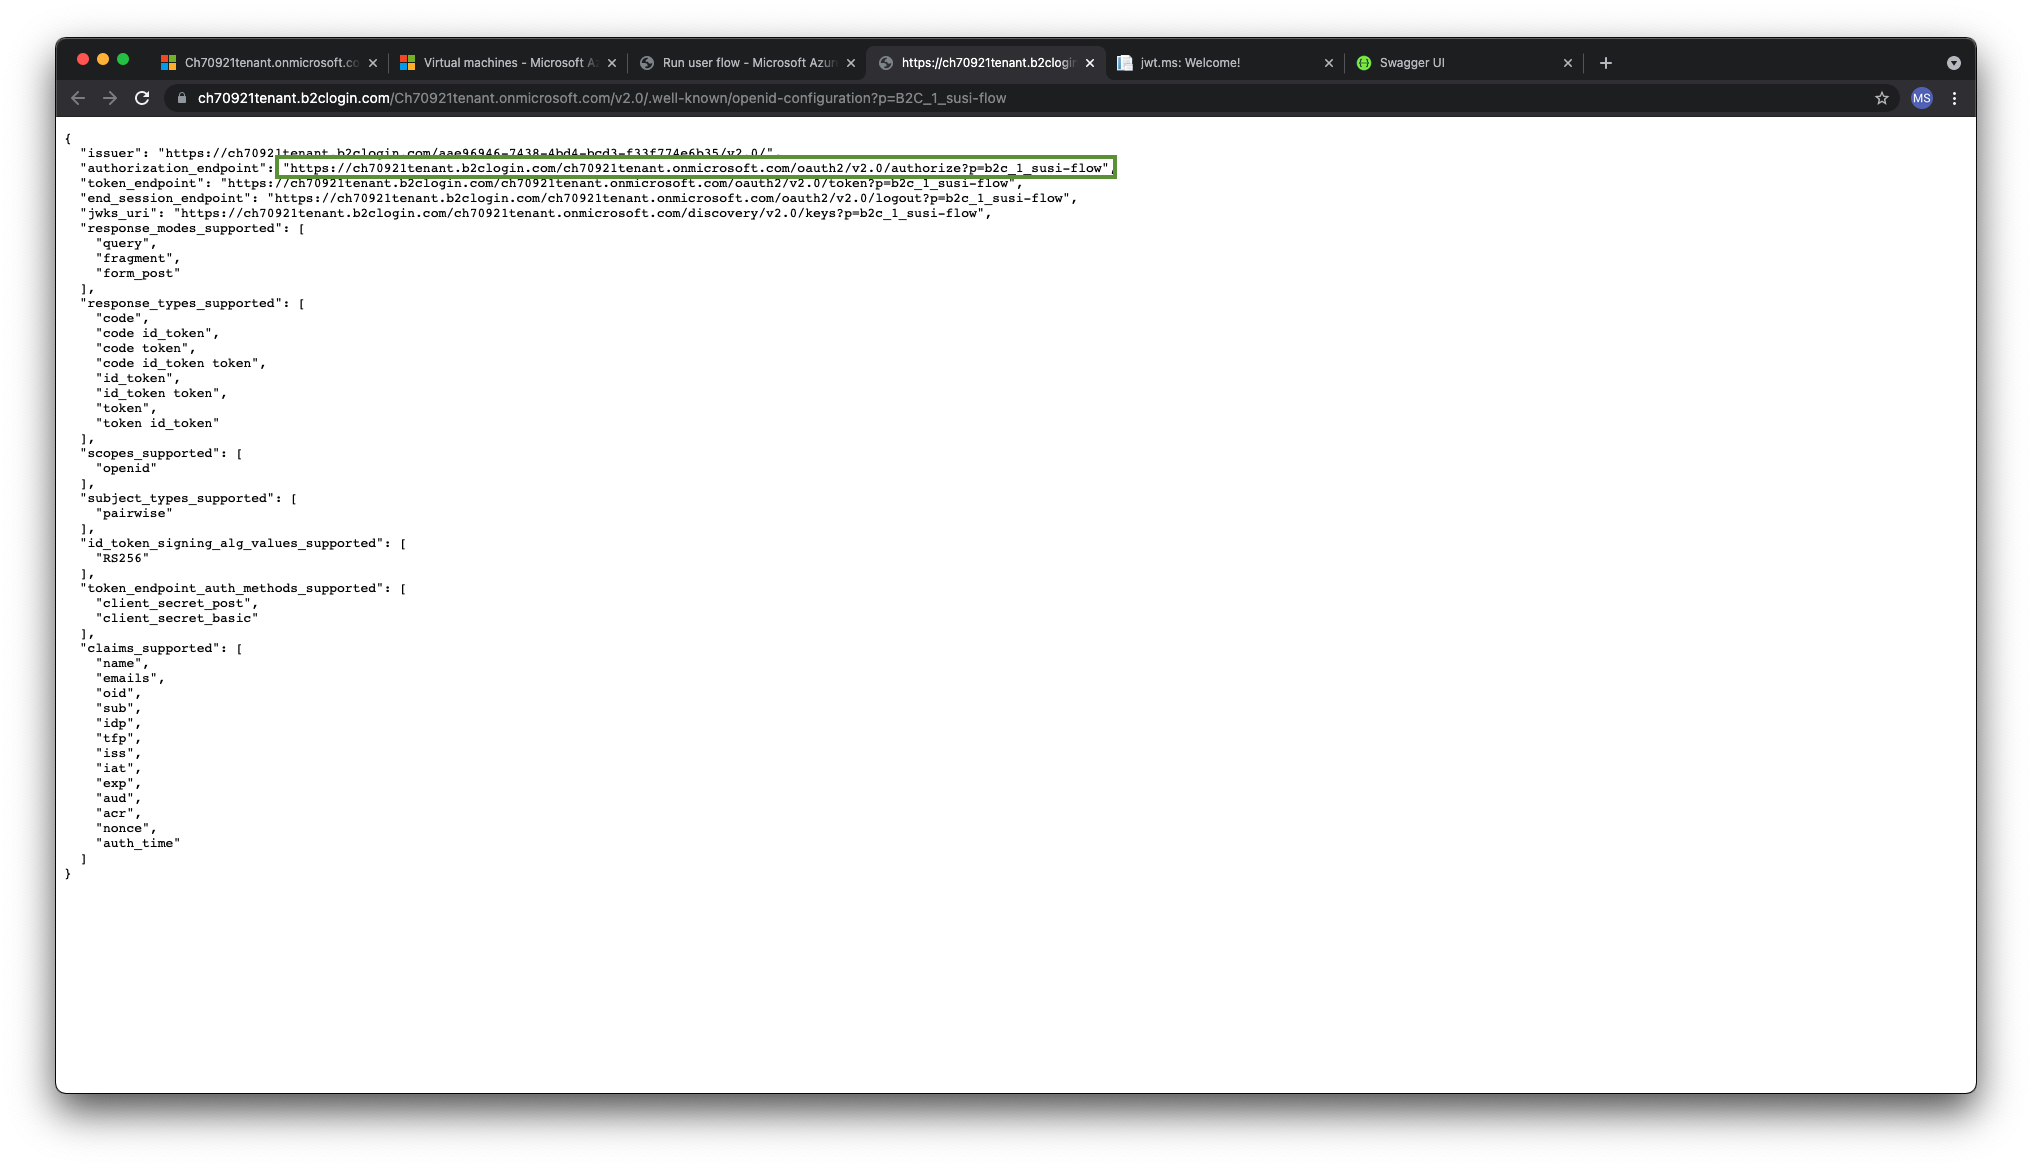 Ch70921tenant.onmicrosoft.co
Virtual machines - Microsoft A
Run user flow - Microsoft Azur
https://ch70921tenant.b2clogin
jwt.ms: Welcome!
Swagger UI
ch70921tenant.b2clogin.com/Ch70921tenant.onmicrosoft.com/v2.0/.well-known/openid-configuration?p=B2C_1_susi-flow
MS
{
"issuer": "https://ch70921tenant.b2clogin.com/aae96946-7438-4bd4-bcd3-f33f774e6b35/v2.0/",
"authorization_endpoint": "https://ch70921tenant.b2clogin.com/ch70921tenant.onmicrosoft.com/oauth2/v2.0/authorize?p=b2c_1_susi-flow",
"token_endpoint": "https://ch70921tenant.b2clogin.com/ch70921tenant.onmicrosoft.com/oauth2/v2.0/token?p=b2c_1_susi-flow",
"end_session_endpoint": "https://ch70921tenant.b2clogin.com/ch70921tenant.onmicrosoft.com/oauth2/v2.0/logout?p=b2c_1_susi-flow",
"jwks_uri": "https://ch70921tenant.b2clogin.com/ch70921tenant.onmicrosoft.com/discovery/v2.0/keys?p=b2c_1_susi-flow",
"response_modes_supported": [
"query",
"fragment",
"form_post"
],
"response_types_supported": [
"code",
"code id_token",
"code token",
"code id_token token",
"id_token",
"id_token token",
"token",
"token id_token"
],
"scopes_supported": [
"openid"
],
"subject_types_supported": [
"pairwise"
],
"id_token_signing_alg_values_supported": [
"RS256"
],
"token_endpoint_auth_methods_supported": [
"client_secret_post",
"client_secret_basic"
],
"claims_supported": [
"name",
"emails",
"oid",
"sub",
"idp",
"tfp",
"iss",
"iat",
"exp",
"aud",
"acr",
"nonce",
"auth_time"
]
}